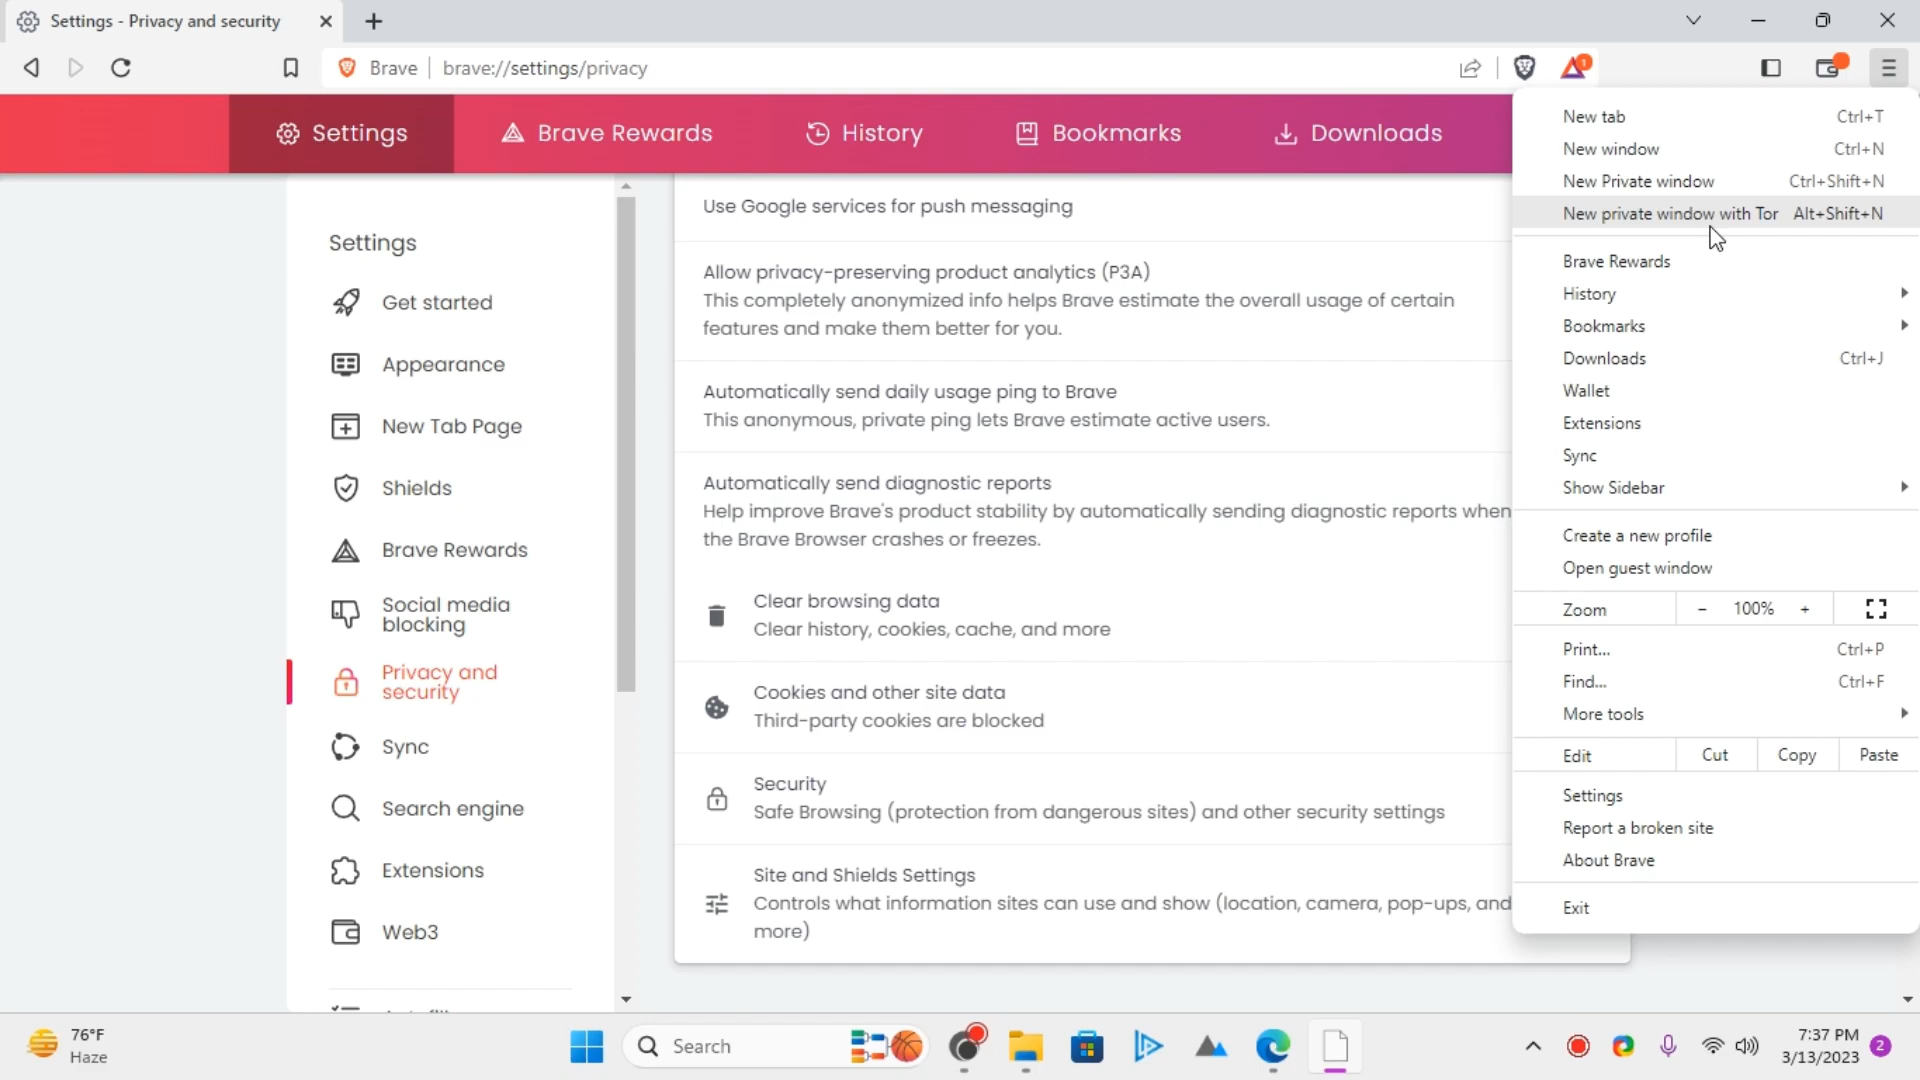 Settings - Privacy and security
Brave
brave://settings/privacy
1
Settings
Brave Rewards
History
Bookmarks
Downloads
Settings
Get started
Appearance
New Tab Page
Shields
Brave Rewards
Social media
blocking
Privacy and
security
Sync
Search engine
Extensions
Web3
Use Google services for push messaging
Allow privacy-preserving product analytics (P3A)
This completely anonymized info helps Brave estimate the overall usage of certain
features and make them better for you.
Automatically send daily usage ping to Brave
This anonymous, private ping lets Brave estimate active users.
Automatically send diagnostic reports
Help improve Brave's product stability by automatically sending diagnostic reports when
the Brave Browser crashes or freezes.
Clear browsing data
Clear history, cookies, cache, and more
Cookies and other site data
Third-party cookies are blocked
Security
Safe Browsing (protection from dangerous sites) and other security settings
Site and Shields Settings
Controls what information sites can use and show (location, camera, pop-ups, and
more)
New tab Ctrl+T
New window Ctrl+N
New Private window Ctrl+Shift+N
New private window with Tor Alt+Shift+N
Brave Rewards
History
Bookmarks
Downloads Ctrl+J
Wallet
Extensions
Sync
Show Sidebar
Create a new profile
Open guest window
Zoom - 100% +
Print... Ctrl+P
Find... Ctrl+F
More tools
Edit Cut Copy Paste
Settings
Report a broken site
About Brave
Exit
76°F
Haze
Search
7:37 PM
3/13/2023
2